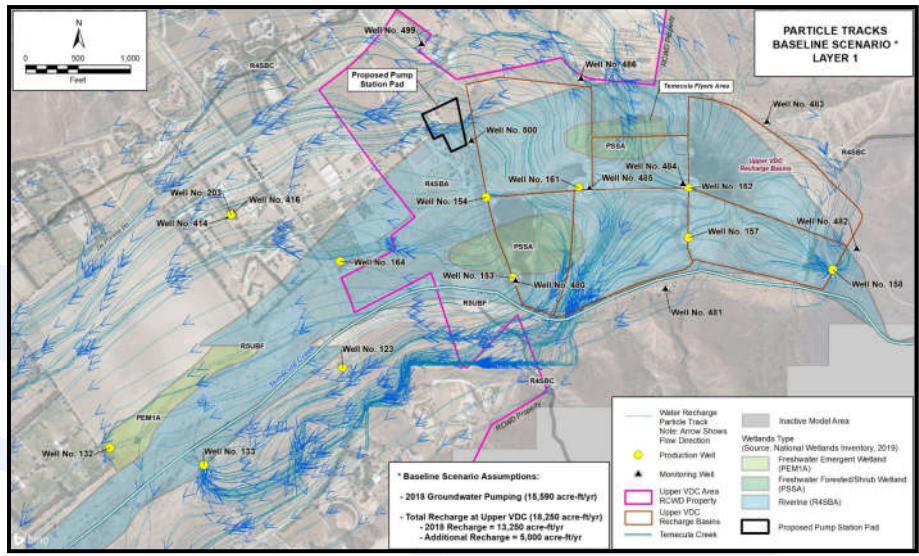 PARTICLE TRACKS
BASELINE SCENARIO *
LAYER 1
N
0 500 1,000
Feet
R4SBC
Well No. 499
RCWD Property
Well No. 486
Proposed Pump
Station Pad
Temecula Flyers Area
Well No. 483
Well No. 800
PSSA
R4SBC
Upper VDC
Recharge Basins
Well No. 484
Well No. 161
Well No. 485
Well No. 152
R4SBA
Well No. 203
Well No. 416
Well No. 154
Well No. 414
Well No. 482
Well No. 157
PSSA
Well No. 164
Well No. 153
Well No. 480
Well No. 158
R5UBF
Well No. 481
R5UBF
Well No. 123
Temecula Creek
R4SBC
PEM1A
RCWD Property
Well No. 132
Well No. 133
* Baseline Scenario Assumptions:
- 2018 Groundwater Pumping (15,590 acre-ft/yr)
- Total Recharge at Upper VDC (18,250 acre-ft/yr)
- 2018 Recharge = 13,250 acre-ft/yr
- Additional Recharge = 5,000 acre-ft/yr
Water Recharge
Particle Track
Note: Arrow Shows
Flow Direction
Production Well
Monitoring Well
Upper VDC Area
RCWD Property
Upper VDC
Recharge Basins
Temecula Creek
Inactive Model Area
Wetlands Type
(Source: National Wetlands Inventory, 2019)
Freshwater Emergent Wetland
(PEM1A)
Freshwater Forested/Shrub Wetland
(PSSA)
Riverine (R4SBA)
Proposed Pump Station Pad
bing